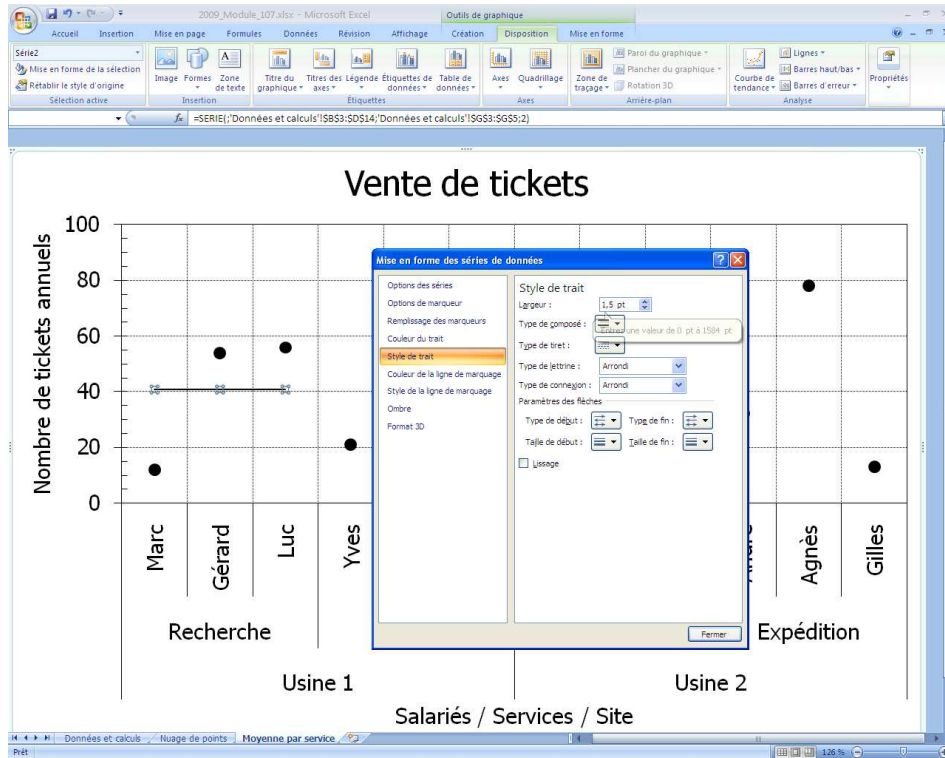 2009_Module_107.xlsx - Microsoft Excel
Outils de graphique
Accueil Insertion Mise en page Formules Données Révision Affichage Création Disposition Mise en forme
Série2
Mise en forme de la sélection
Rétablir le style d'origine
Sélection active
Image Formes Zone de texte
Insertion
Titre du graphique Titres des axes Légende Étiquettes de données Table de données
Étiquettes
Axes Quadrillage
Axes
Zone de traçage
Paroi du graphique
Plancher du graphique
Rotation 3D
Arrière-plan
Courbe de tendance
Lignes
Barres haut/bas
Barres d'erreur
Analyse
Propriétés
fx =SERIE(;'Données et calculs'!$B$3:$D$14;'Données et calculs'!$G$3:$G$5;2)
Vente de tickets
Nombre de tickets annuels
100
80
60
40
20
0
Marc Gérard Luc Yves Agnès Gilles
Recherche Expédition
Usine 1 Usine 2
Salariés / Services / Site
Mise en forme des séries de données
Options des séries
Options de marqueur
Remplissage des marqueurs
Couleur du trait
Style de trait
Couleur de la ligne de marquage
Style de la ligne de marquage
Ombre
Format 3D
Style de trait
Largeur : 1,5 pt
Type de composé :
Entrez une valeur de 0 pt à 1584 pt
Type de tiret :
Type de lettrine : Arrondi
Type de connexion : Arrondi
Paramètres des flèches
Type de début : Type de fin :
Taille de début : Taille de fin :
Lissage
Fermer
Données et calculs Nuage de points Moyenne par service
Prêt
126 %